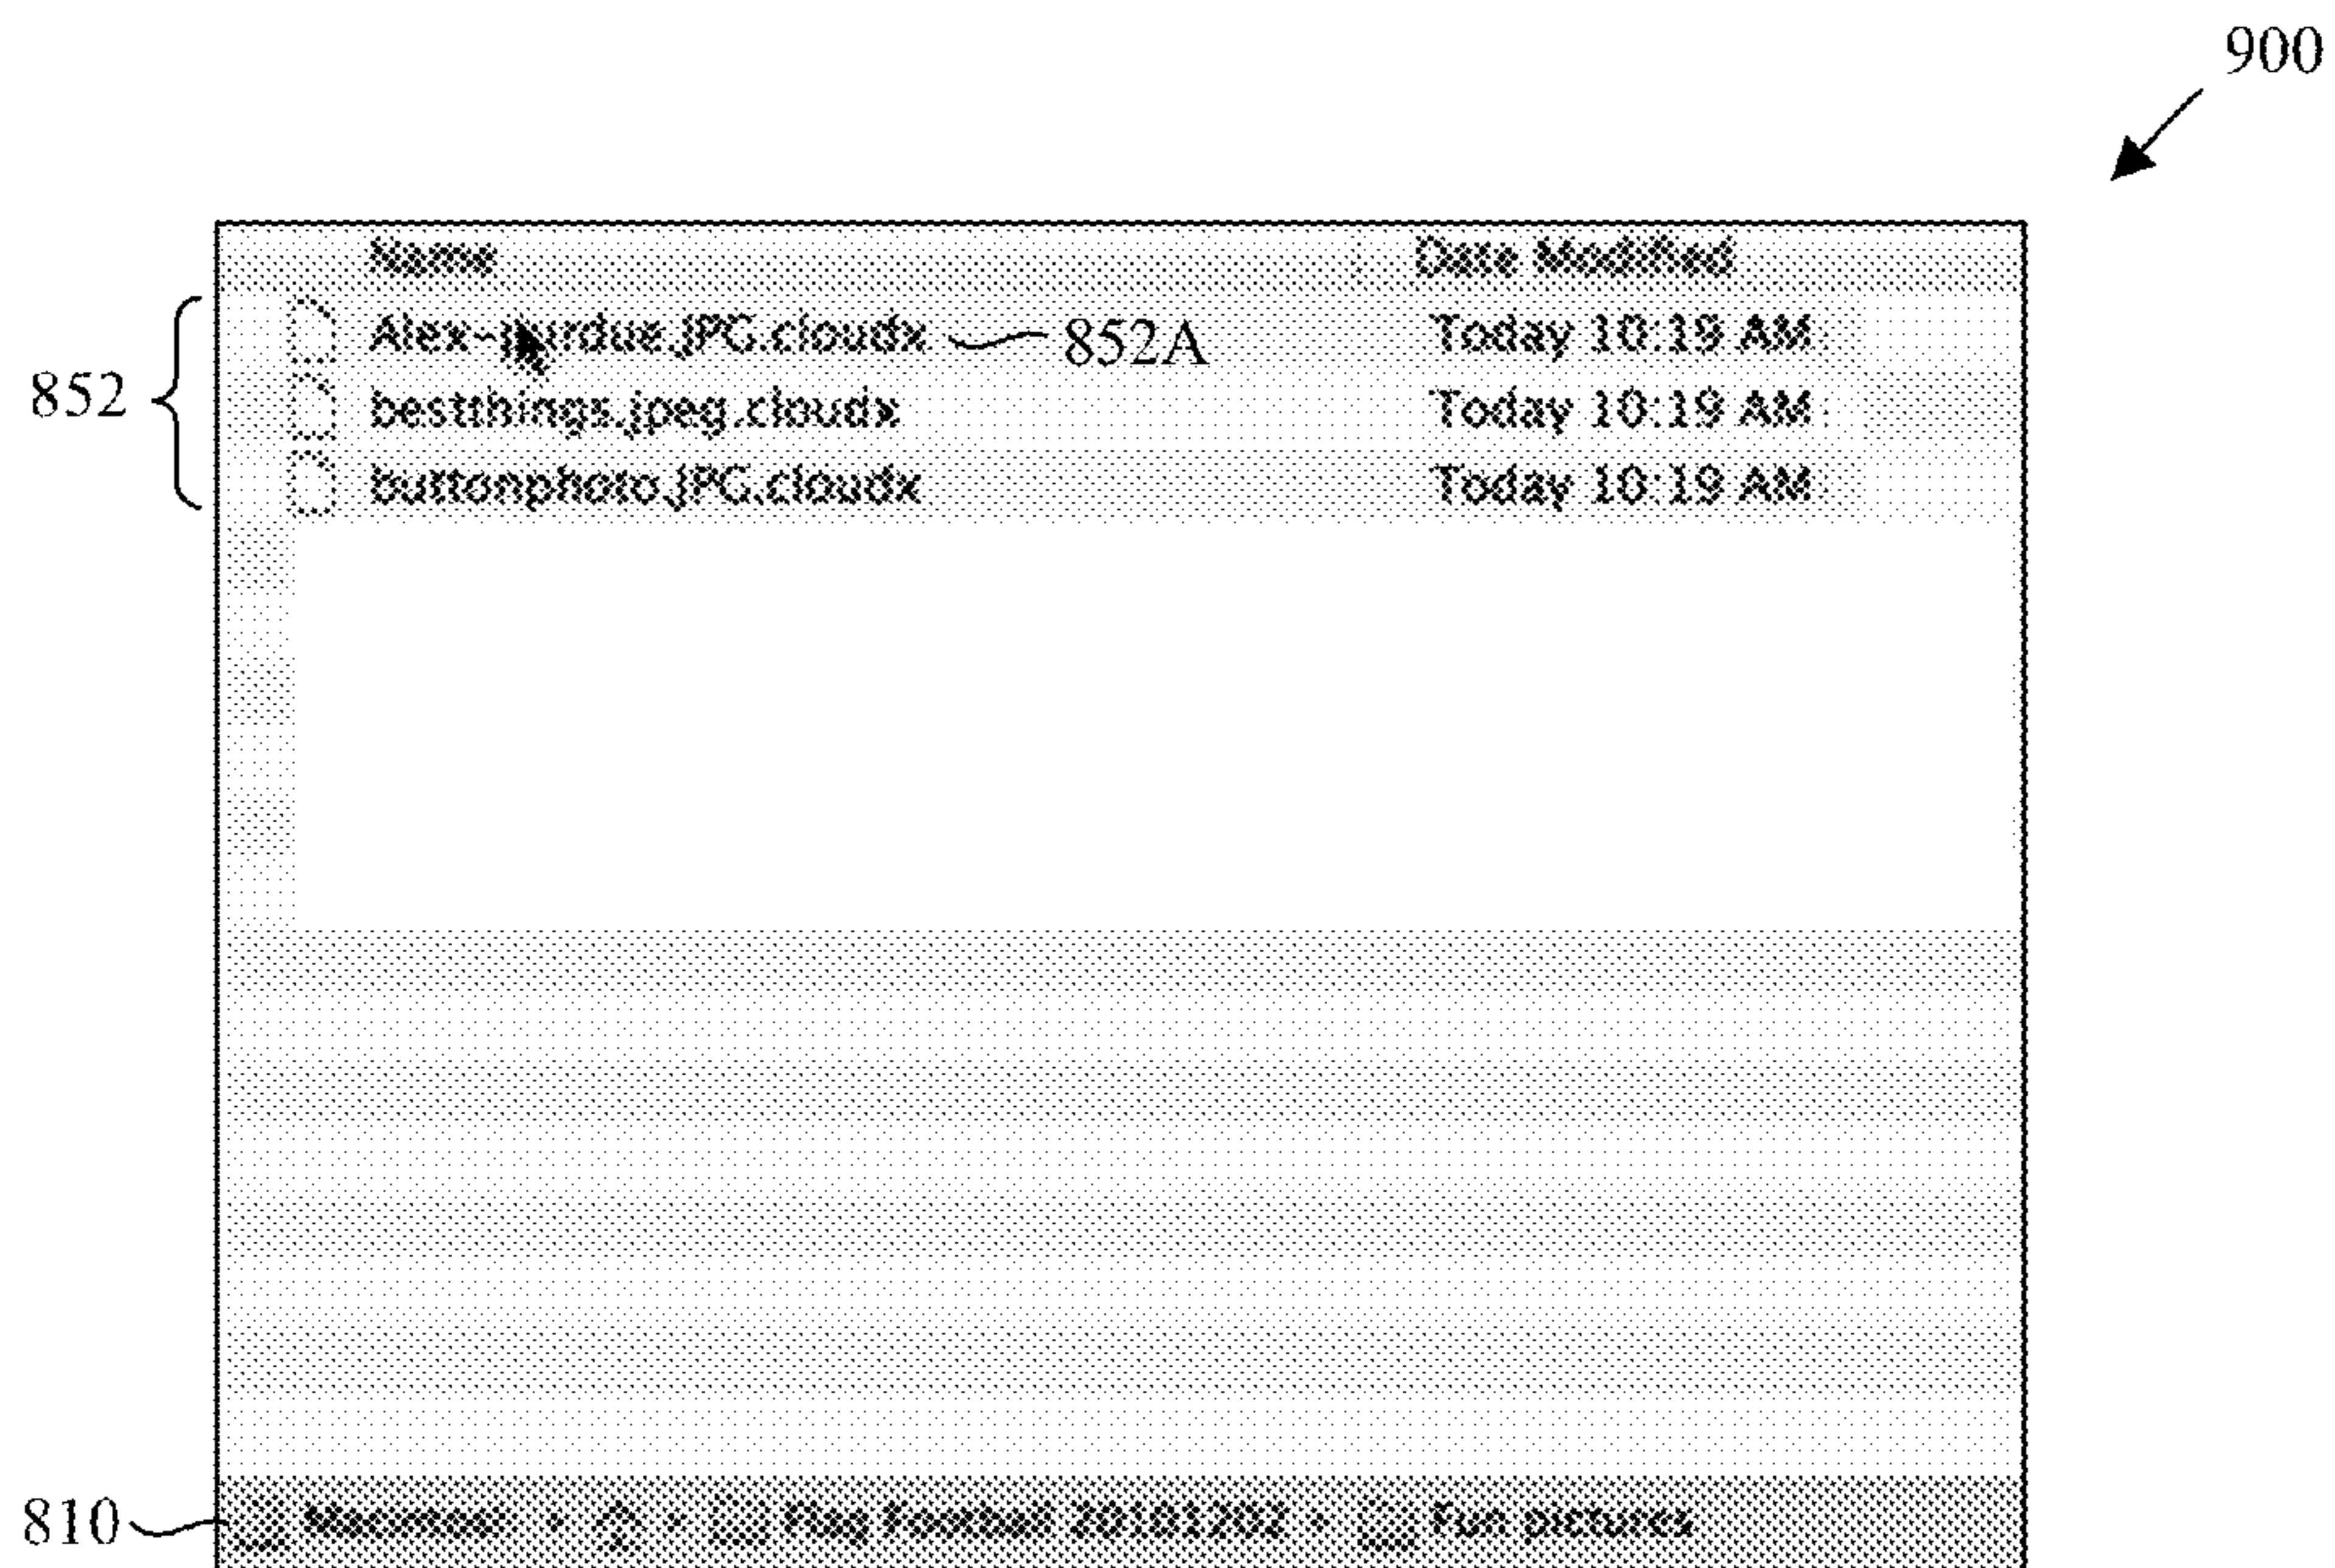 900
Name Date Modified
Alex-purdue.JPG.cloudx 852A Today 10:19 AM
852
bestthings.jpeg.cloudx Today 10:19 AM
buttonphoto.JPG.cloudx Today 10:19 AM
810 Flag Football 20101202 Fun pictures